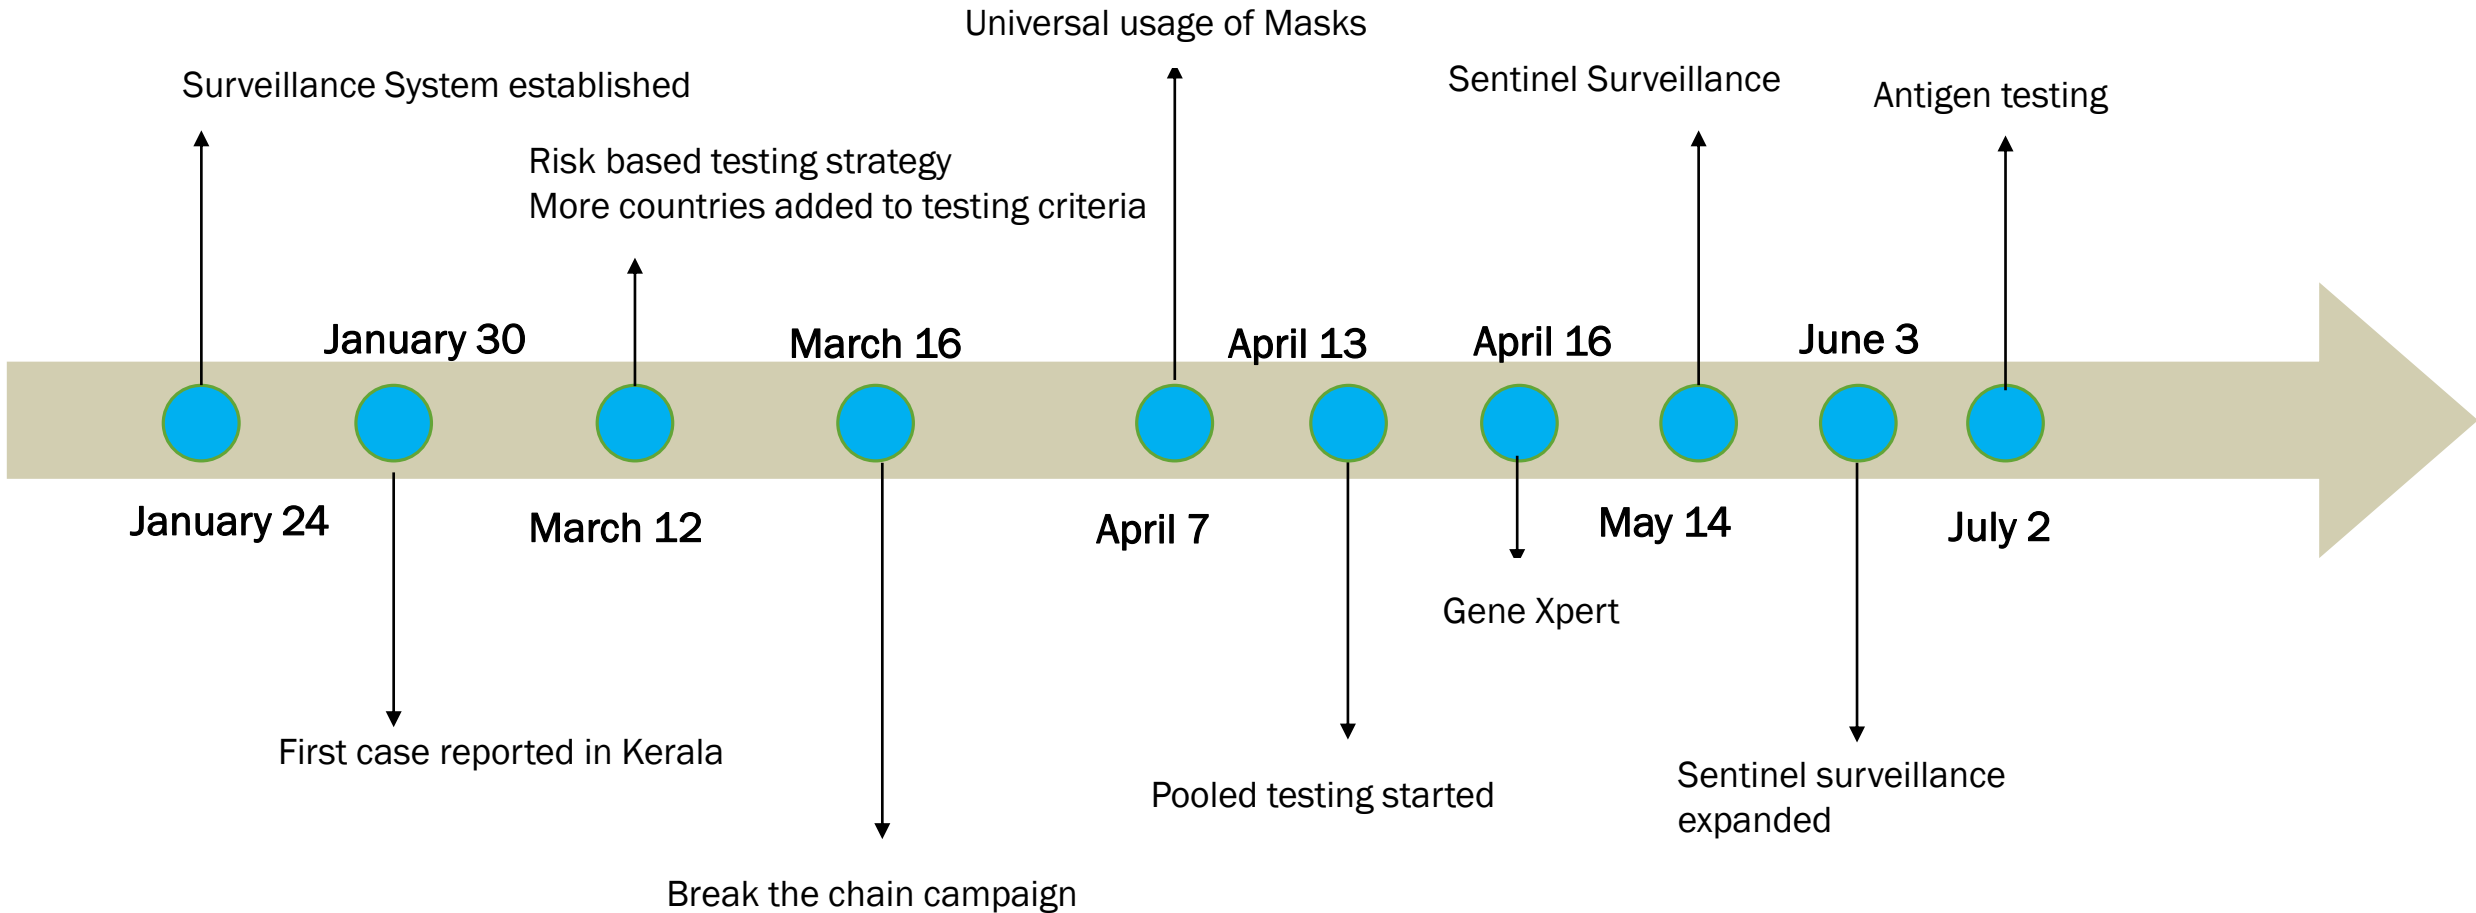 Universal usage of Masks
Surveillance System established
Sentinel Surveillance
Antigen testing
Risk based testing strategy
More countries added to testing criteria
January 30
March 16
April 13
April 16
June 3
January 24
March 12
April 7
May 14
July 2
Gene Xpert
First case reported in Kerala
Pooled testing started
Sentinel surveillance
expanded
Break the chain campaign